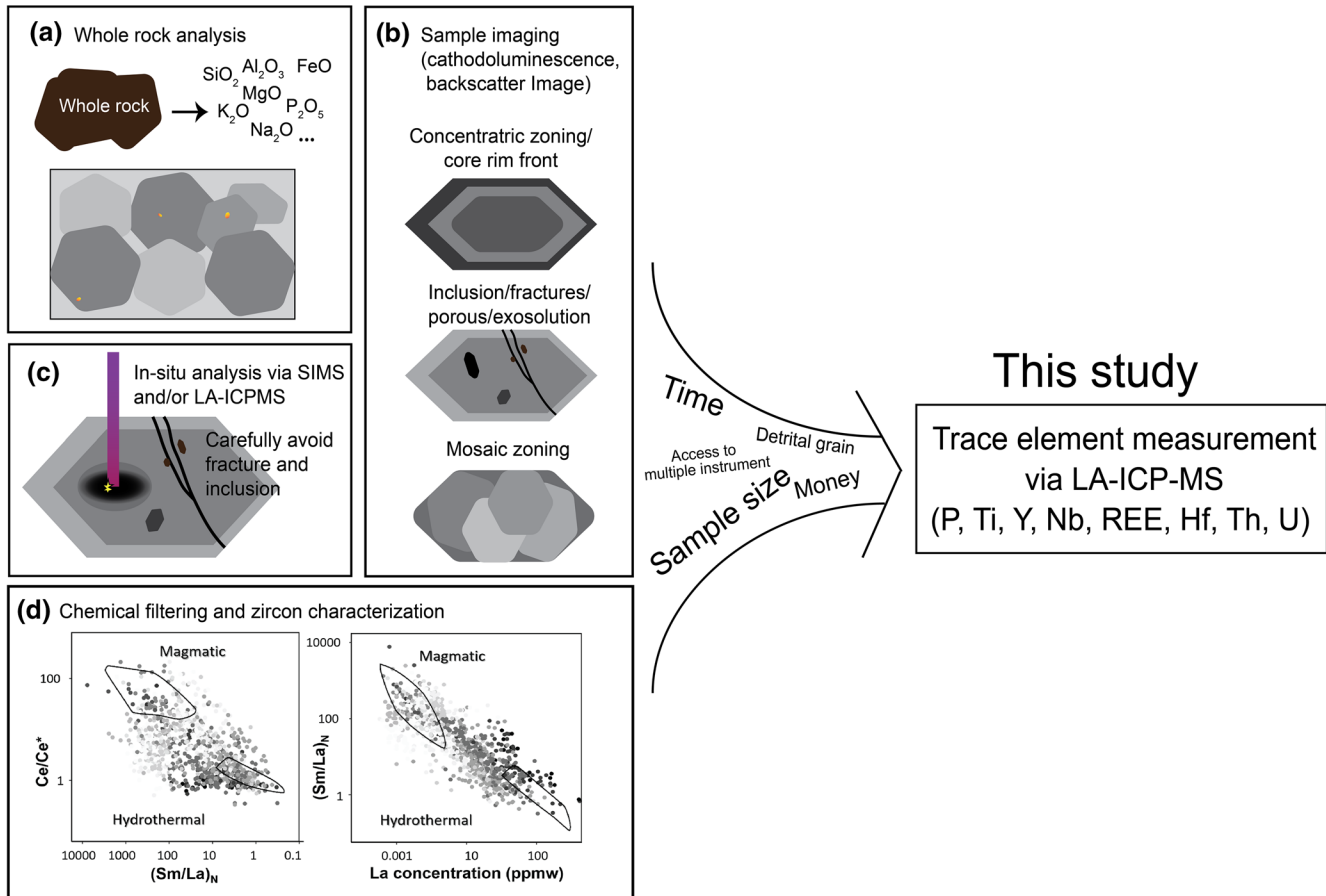 (a) Whole rock analysis
SiO₂ Al₂O₃ FeO
MgO
K₂O P₂O₅
Na₂O ...
Whole rock
(b) Sample imaging
(cathodoluminescence,
backscatter Image)
Concentratric zoning/
core rim front
Inclusion/fractures/
porous/exosolution
Mosaic zoning
(c) In-situ analysis via SIMS
and/or LA-ICPMS
Carefully avoid
fracture and
inclusion
(d) Chemical filtering and zircon characterization
Magmatic
Hydrothermal
Ce/Ce*
100
1
10000 1000 100 10 1 0.1
(Sm/La)N
Magmatic
Hydrothermal
(Sm/La)N
10000
100
1
0.001 10 100
La concentration (ppmw)
Time
Detrital grain
Access to
multiple instrument
Money
Sample size
This study
Trace element measurement
via LA-ICP-MS
(P, Ti, Y, Nb, REE, Hf, Th, U)